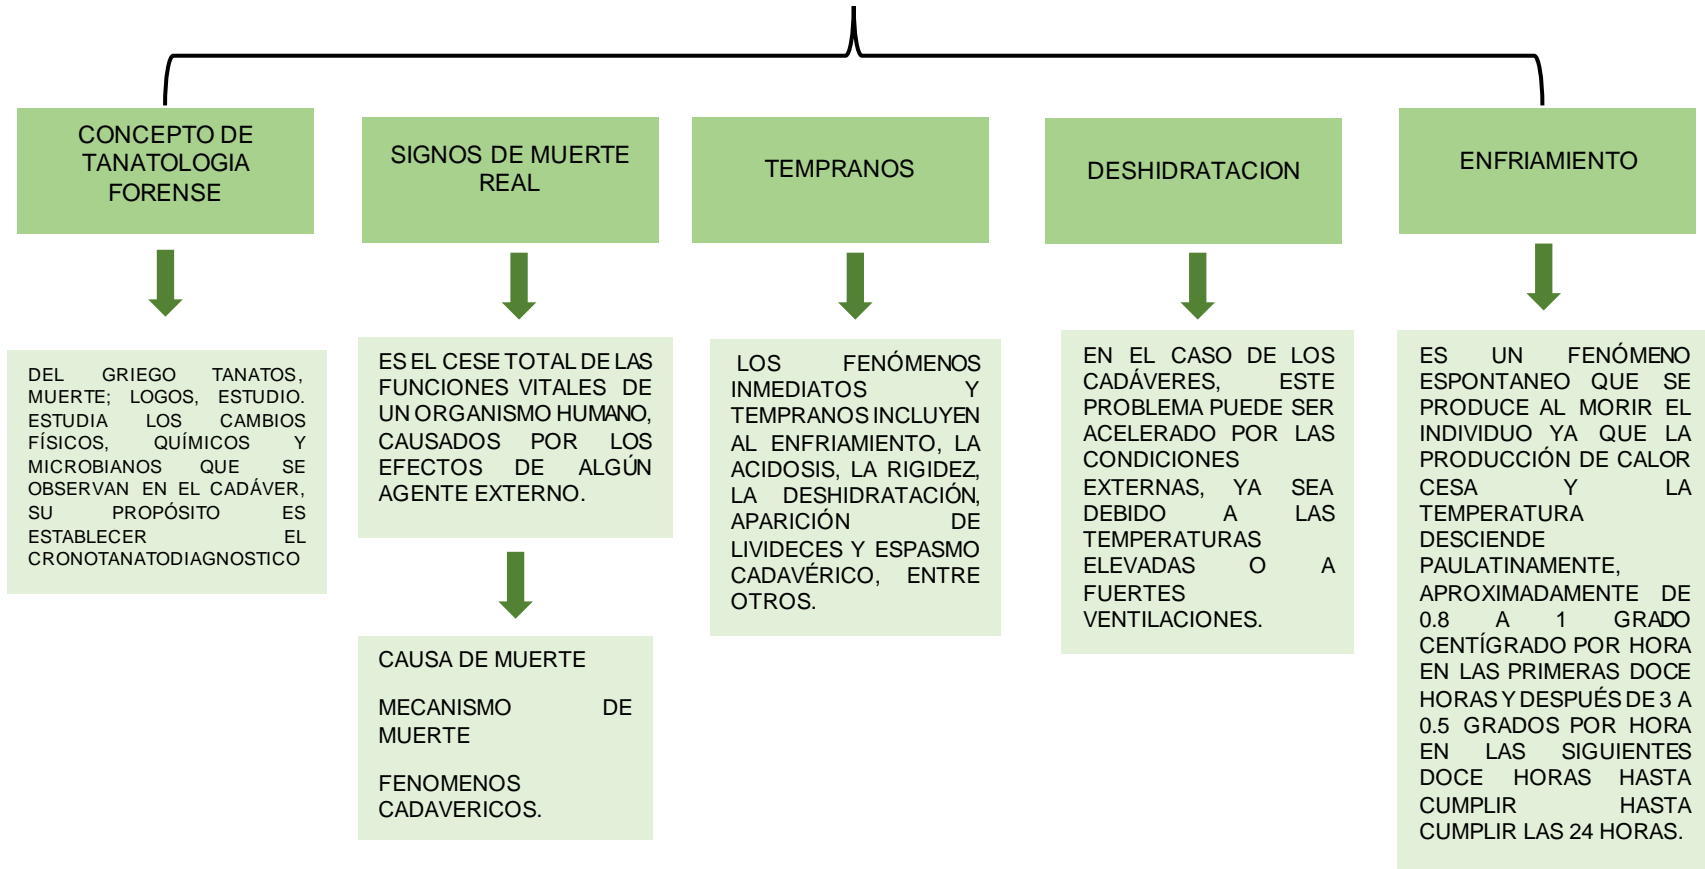 CONCEPTO DE
TANATOLOGIA
FORENSE
DEL GRIEGO TANATOS,
MUERTE; LOGOS, ESTUDIO.
ESTUDIA LOS CAMBIOS
FÍSICOS, QUÍMICOS Y
MICROBIANOS QUE SE
OBSERVAN EN EL CADÁVER,
SU PROPÓSITO ES
ESTABLECER EL
CRONOTANATODIAGNOSTICO
SIGNOS DE MUERTE
REAL
ES EL CESE TOTAL DE LAS
FUNCIONES VITALES DE
UN ORGANISMO HUMANO,
CAUSADOS POR LOS
EFECTOS DE ALGÚN
AGENTE EXTERNO.
CAUSA DE MUERTE
MECANISMO DE
MUERTE
FENOMENOS
CADAVERICOS.
TEMPRANOS
LOS FENÓMENOS
INMEDIATOS Y
TEMPRANOS INCLUYEN
AL ENFRIAMIENTO, LA
ACIDOSIS, LA RIGIDEZ,
LA DESHIDRATACIÓN,
APARICIÓN DE
LIVIDECES Y ESPASMO
CADAVÉRICO, ENTRE
OTROS.
DESHIDRATACION
EN EL CASO DE LOS
CADÁVERES, ESTE
PROBLEMA PUEDE SER
ACELERADO POR LAS
CONDICIONES
EXTERNAS, YA SEA
DEBIDO A LAS
TEMPERATURAS
ELEVADAS O A
FUERTES
VENTILACIONES.
ENFRIAMIENTO
ES UN FENÓMENO
ESPONTANEO QUE SE
PRODUCE AL MORIR EL
INDIVIDUO YA QUE LA
PRODUCCIÓN DE CALOR
CESA Y LA
TEMPERATURA
DESCIENDE
PAULATINAMENTE,
APROXIMADAMENTE DE
0.8 A 1 GRADO
CENTÍGRADO POR HORA
EN LAS PRIMERAS DOCE
HORAS Y DESPUÉS DE 3 A
0.5 GRADOS POR HORA
EN LAS SIGUIENTES
DOCE HORAS HASTA
CUMPLIR HASTA
CUMPLIR LAS 24 HORAS.